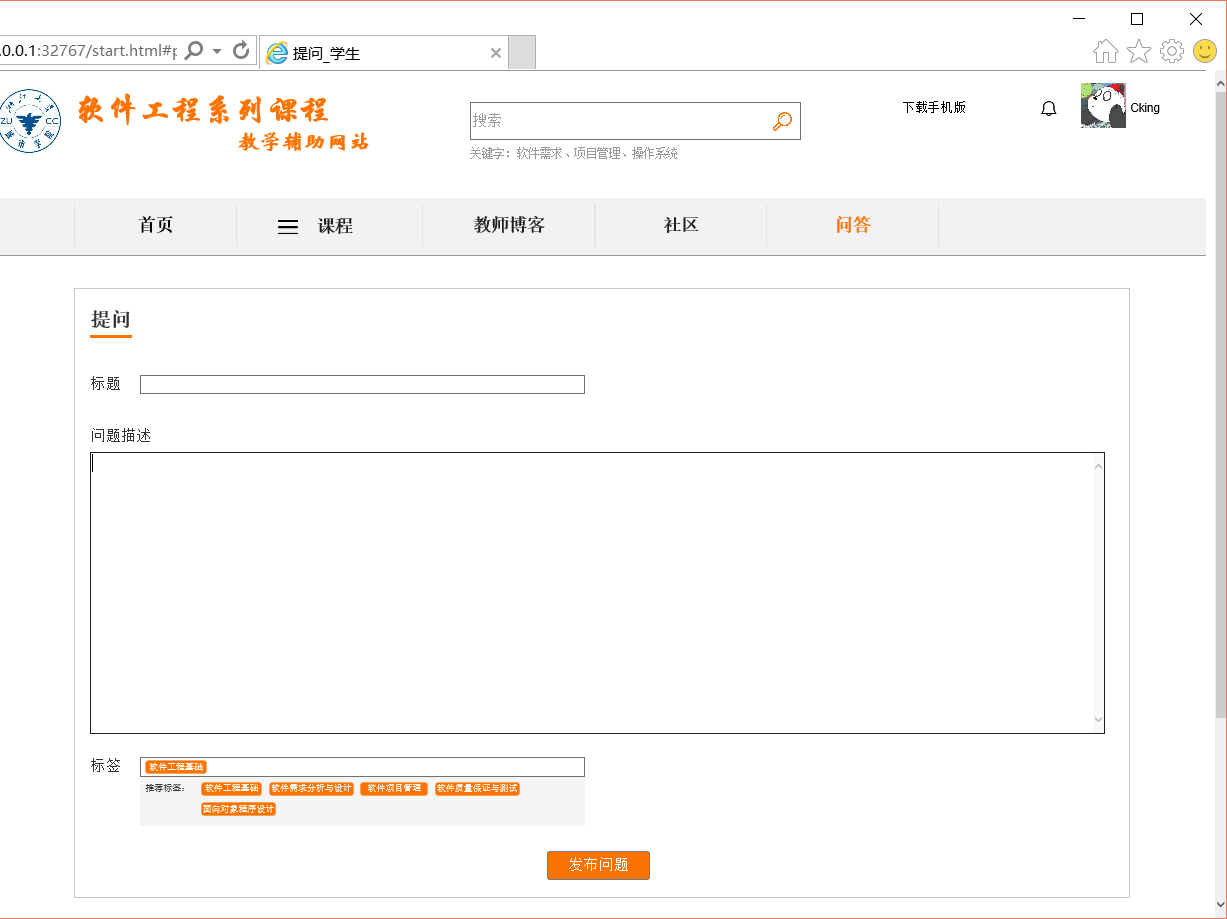 .0.0.1:32767/start.html#p
提问_学生
软件工程系列课程
教学辅助网站
ZU CC
搜索
关键字：软件需求、项目管理、操作系统
下载手机版
Cking
首页 课程 教师博客 社区 问答
提问
标题
问题描述
标签 软件工程基础
推荐标签： 软件工程基础 软件需求分析与设计 软件项目管理 软件质量保证与测试
面向对象程序设计
发布问题